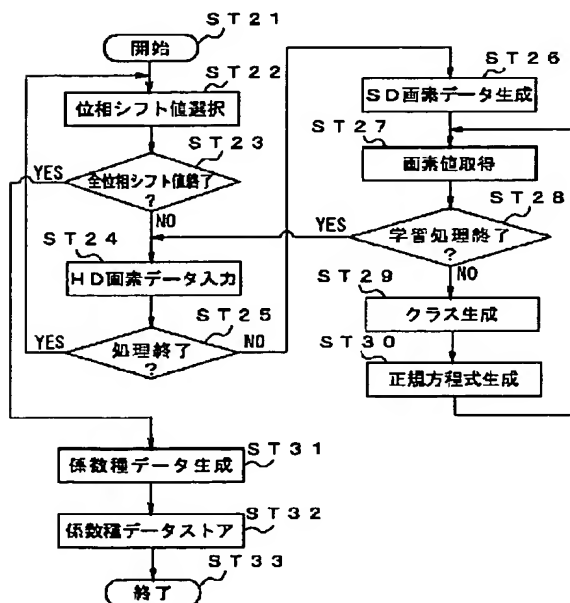 ST21
開始
ST22
位相シフト値選択
ST23
YES
全位相シフト値終了
?
NO
ST24
HD画素データ入力
ST25
YES
処理終了
?
NO
ST26
SD画素データ生成
ST27
画素値取得
ST28
YES
学習処理終了
?
NO
ST29
クラス生成
ST30
正規方程式生成
ST31
係数種データ生成
ST32
係数種データストア
ST33
終了